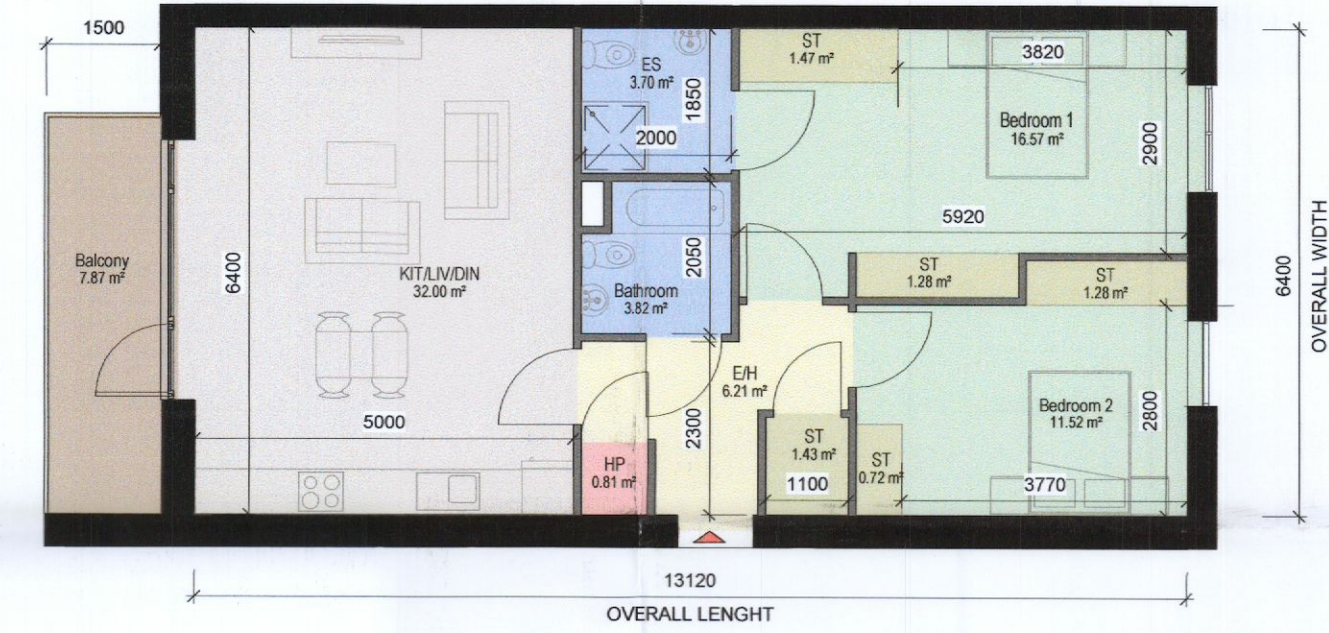 1500
ST
1.47 m²
3820
ES
3.70 m²
1850
2000
Bedroom 1
16.57 m²
2900
5920
Balcony
7.87 m²
6400
KIT/LIV/DIN
32.00 m²
2050
Bathroom
3.82 m²
ST
1.28 m²
ST
1.28 m²
6400
OVERALL WIDTH
E/H
6.21 m²
Bedroom 2
11.52 m²
2800
5000
2300
HP
0.81 m²
ST
1.43 m²
1100
ST
0.72 m²
3770
13120
OVERALL LENGHT